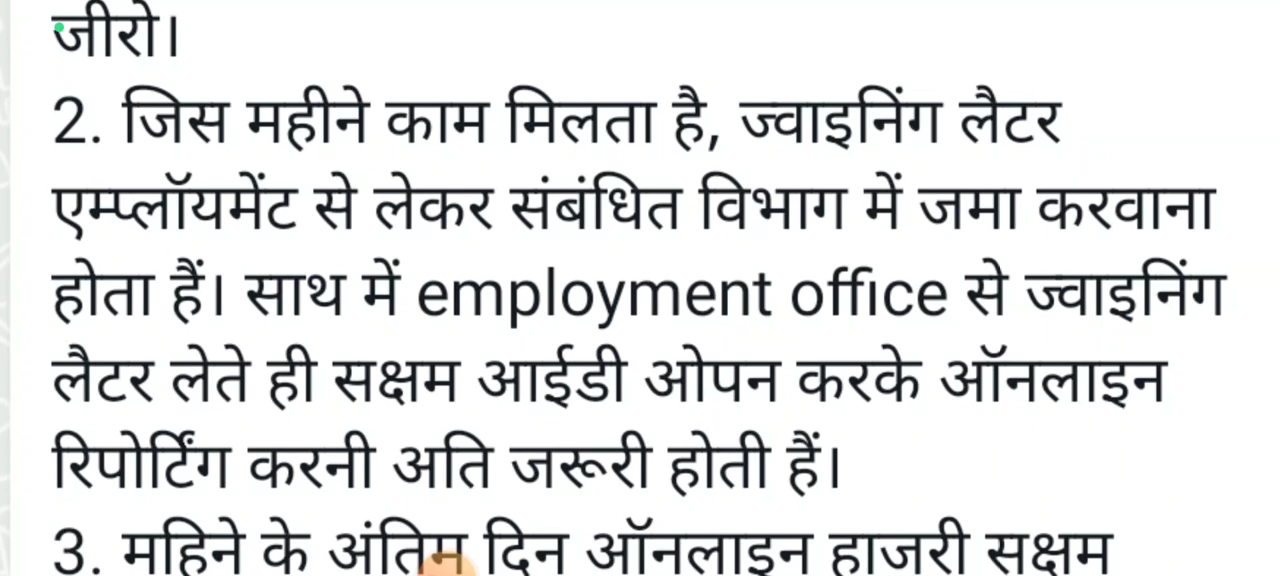 जीरो।
2. जिस महीने काम मिलता है, ज्वाइनिंग लैटर
एम्प्लॉयमेंट से लेकर संबंधित विभाग में जमा करवाना
होता हैं। साथ में employment office से ज्वाइनिंग
लैटर लेते ही सक्षम आईडी ओपन करके ऑनलाइन
रिपोर्टिंग करनी अति जरूरी होती हैं।
3. महिने के अंतिम दिन ऑनलाइन हाजरी सक्षम